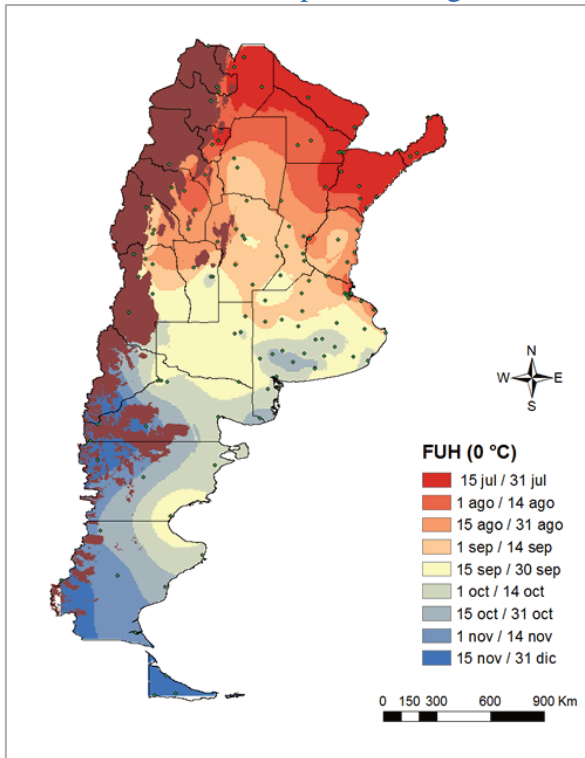 N
W E
S
FUH (0 °C)
15 jul / 31 jul
1 ago / 14 ago
15 ago / 31 ago
1 sep / 14 sep
15 sep / 30 sep
1 oct / 14 oct
15 oct / 31 oct
1 nov / 14 nov
15 nov / 31 dic
0 150 300 600 900 Km